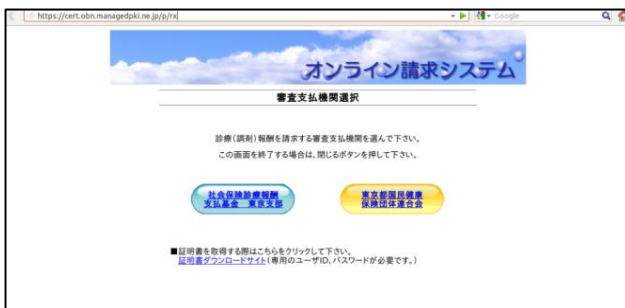 https://cert.obn.managedpki.ne.jp/p/rx
Google
オンライン請求システム
審査支払機関選択
診療(調剤)報酬を請求する審査支払機関を選んで下さい。
この画面を終了する場合は、閉じるボタンを押して下さい。
社会保険診療報酬
支払基金 東京支部
東京都国民健康
保険団体連合会
■証明書を取得する際はこちらをクリックして下さい。
証明書ダウンロードサイト(専用のユーザID、パスワードが必要です。)